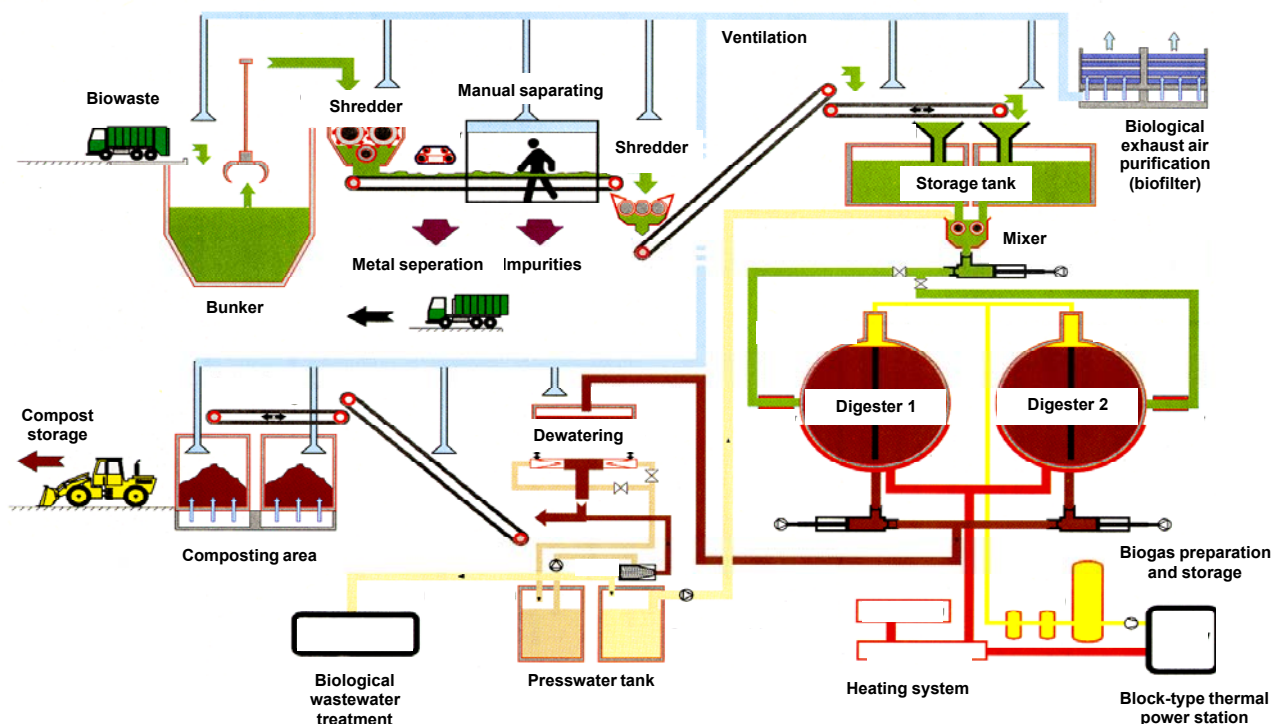 Ventilation
Biowaste
Shredder
Manual saparating
Shredder
Biological
exhaust air
purification
(biofilter)
Storage tank
Mixer
Metal seperation
Impurities
Bunker
Compost
storage
Dewatering
Digester 1
Digester 2
Composting area
Biogas preparation
and storage
Biological
wastewater
treatment
Presswater tank
Heating system
Block-type thermal
power station